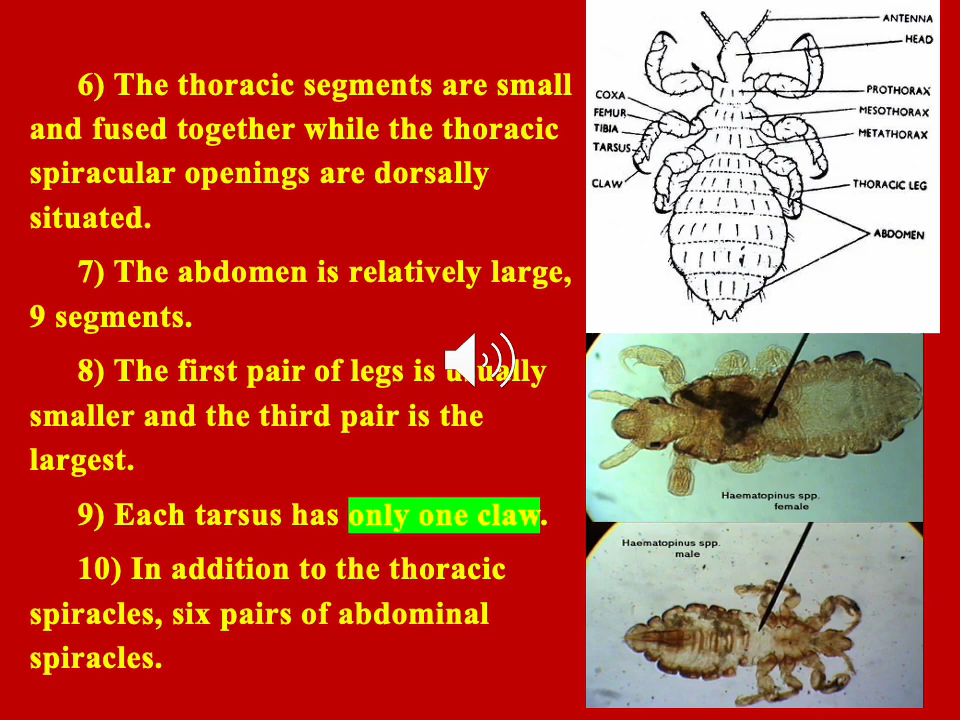 6) The thoracic segments are small
and fused together while the thoracic
spiracular openings are dorsally
situated.
7) The abdomen is relatively large,
9 segments.
8) The first pair of legs is usually
smaller and the third pair is the
largest.
9) Each tarsus has only one claw.
10) In addition to the thoracic
spiracles, six pairs of abdominal
spiracles.
ANTENNA
HEAD
PROTHORAX
MESOTHORAX
METATHORAX
THORACIC LEG
ABDOMEN
COXA
FEMUR
TIBIA
TARSUS
CLAW
Haematopinus spp.
female
Haematopinus spp.
male